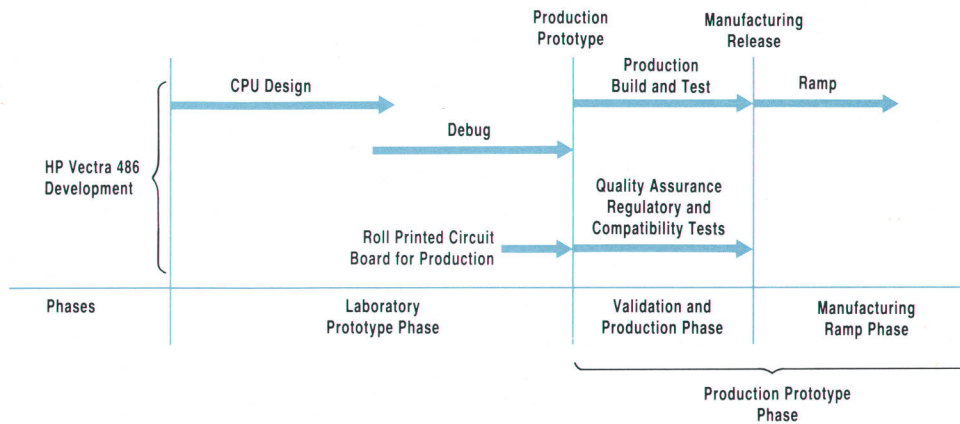 Production
Prototype
Manufacturing
Release
CPU Design
Production
Build and Test
Ramp
Debug
HP Vectra 486
Development
Quality Assurance
Regulatory and
Compatibility Tests
Roll Printed Circuit
Board for Production
Phases
Laboratory
Prototype Phase
Validation and
Production Phase
Manufacturing
Ramp Phase
Production Prototype
Phase